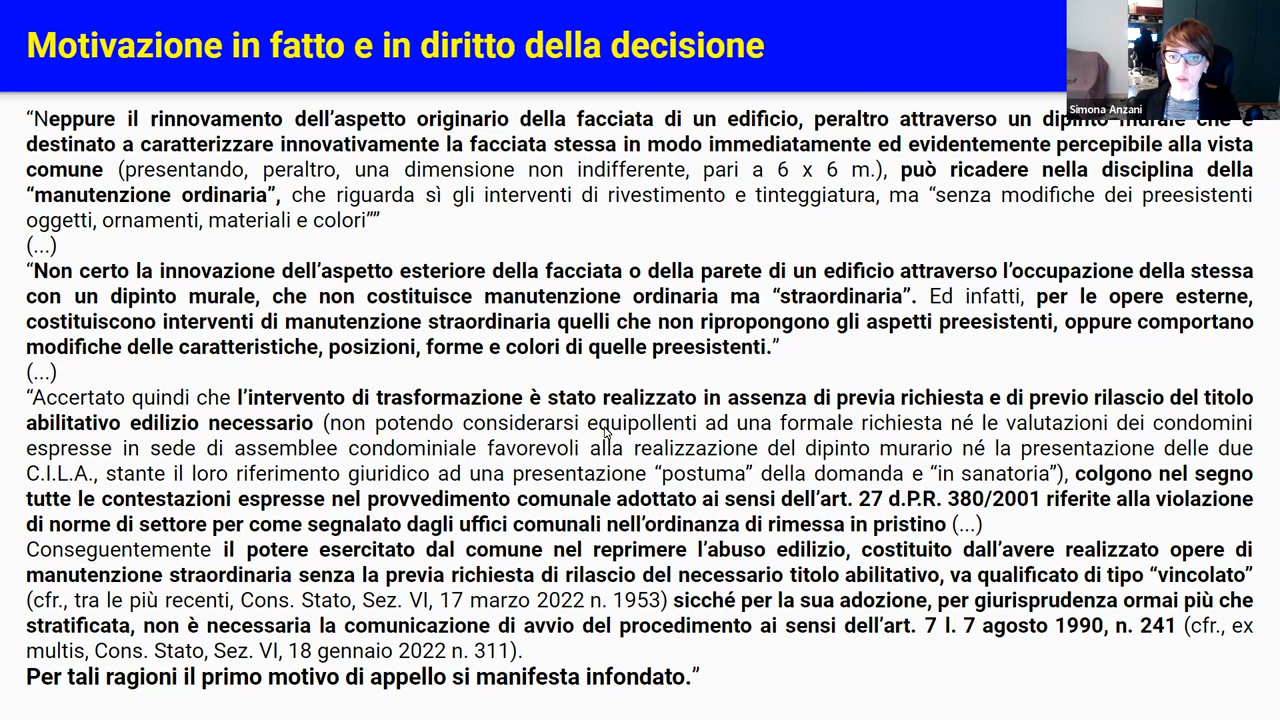 Motivazione in fatto e in diritto della decisione
Simona Anzani
“Neppure il rinnovamento dell’aspetto originario della facciata di un edificio, peraltro attraverso un dipinto murale che è
destinato a caratterizzare innovativamente la facciata stessa in modo immediatamente ed evidentemente percepibile alla vista
comune (presentando, peraltro, una dimensione non indifferente, pari a 6 x 6 m.), può ricadere nella disciplina della
“manutenzione ordinaria”, che riguarda sì gli interventi di rivestimento e tinteggiatura, ma “senza modifiche dei preesistenti
oggetti, ornamenti, materiali e colori””
(...)
“Non certo la innovazione dell’aspetto esteriore della facciata o della parete di un edificio attraverso l’occupazione della stessa
con un dipinto murale, che non costituisce manutenzione ordinaria ma “straordinaria”. Ed infatti, per le opere esterne,
costituiscono interventi di manutenzione straordinaria quelli che non ripropongono gli aspetti preesistenti, oppure comportano
modifiche delle caratteristiche, posizioni, forme e colori di quelle preesistenti.”
(...)
“Accertato quindi che l’intervento di trasformazione è stato realizzato in assenza di previa richiesta e di previo rilascio del titolo
abilitativo edilizio necessario (non potendo considerarsi equipollenti ad una formale richiesta né le valutazioni dei condomini
espresse in sede di assemblee condominiale favorevoli alla realizzazione del dipinto murario né la presentazione delle due
C.I.L.A., stante il loro riferimento giuridico ad una presentazione “postuma” della domanda e “in sanatoria”), colgono nel segno
tutte le contestazioni espresse nel provvedimento comunale adottato ai sensi dell’art. 27 d.P.R. 380/2001 riferite alla violazione
di norme di settore per come segnalato dagli uffici comunali nell’ordinanza di rimessa in pristino (...)
Conseguentemente il potere esercitato dal comune nel reprimere l’abuso edilizio, costituito dall’avere realizzato opere di
manutenzione straordinaria senza la previa richiesta di rilascio del necessario titolo abilitativo, va qualificato di tipo “vincolato”
(cfr., tra le più recenti, Cons. Stato, Sez. VI, 17 marzo 2022 n. 1953) sicché per la sua adozione, per giurisprudenza ormai più che
stratificata, non è necessaria la comunicazione di avvio del procedimento ai sensi dell’art. 7 l. 7 agosto 1990, n. 241 (cfr., ex
multis, Cons. Stato, Sez. VI, 18 gennaio 2022 n. 311).
Per tali ragioni il primo motivo di appello si manifesta infondato.”